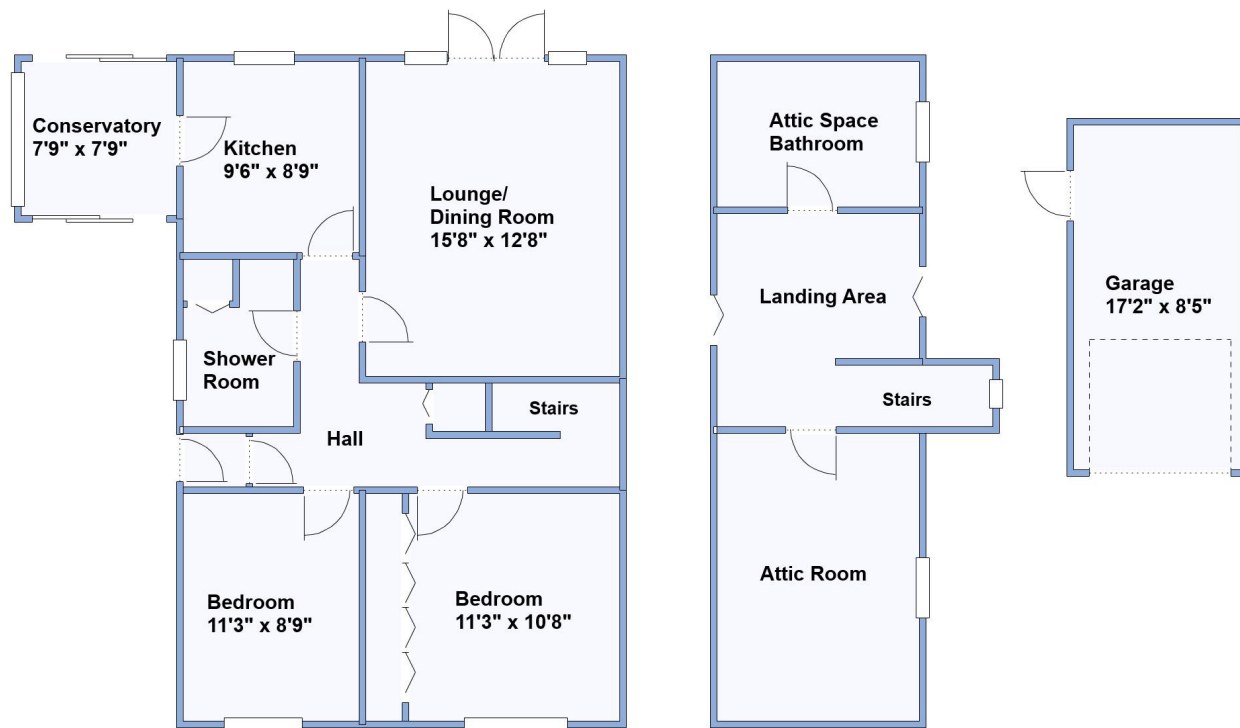 Conservatory
7'9" x 7'9"
Kitchen
9'6" x 8'9"
Lounge/
Dining Room
15'8" x 12'8"
Shower
Room
Hall
Stairs
Bedroom
11'3" x 8'9"
Bedroom
11'3" x 10'8"
Attic Space
Bathroom
Landing Area
Stairs
Attic Room
Garage
17'2" x 8'5"